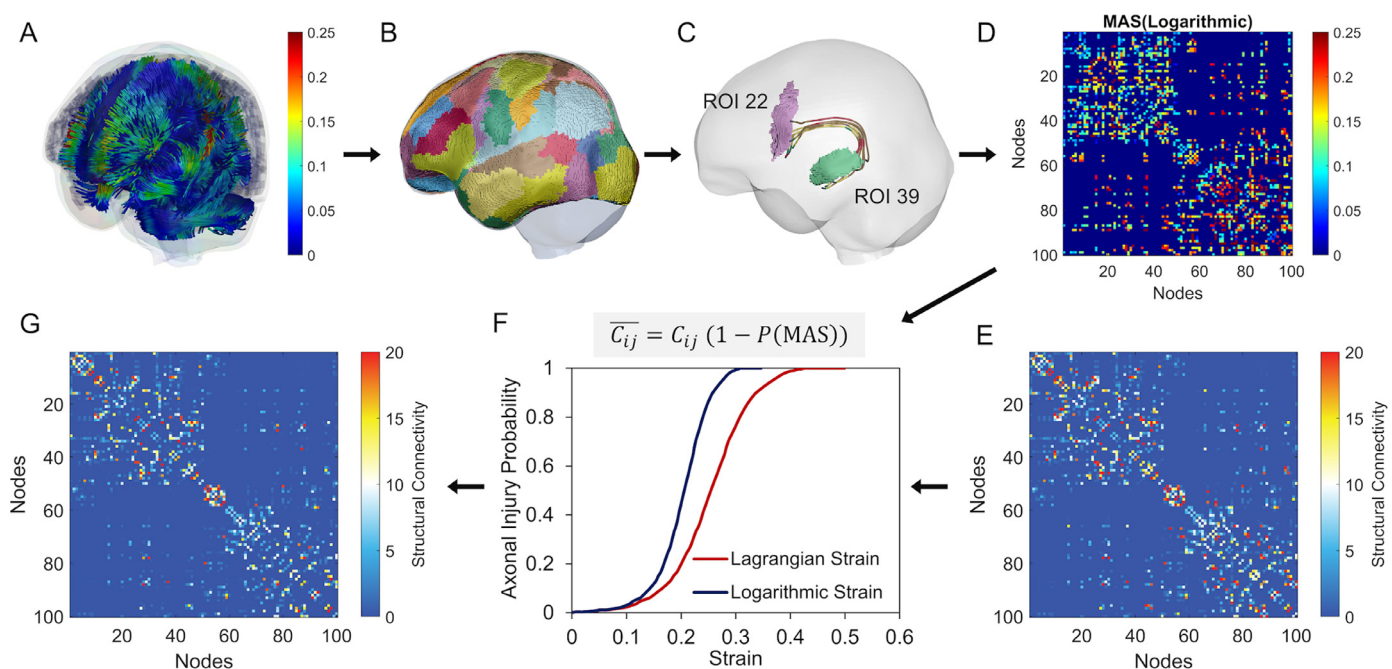 A
0.25
0.2
0.15
0.1
0.05
0
B
C
ROI 22
ROI 39
D
MAS(Logarithmic)
Nodes
20
40
60
80
100
20 40 60 80 100
Nodes
0.25
0.2
0.15
0.1
0.05
0
G
Nodes
20
40
60
80
100
20 40 60 80 100
Nodes
20
15
10
5
0
Structural Connectivity
F
C̅ᵢⱼ̅ = Cᵢⱼ (1 − P(MAS))
Axonal Injury Probability
1
0.8
0.6
0.4
0.2
0
Lagrangian Strain
Logarithmic Strain
0 0.1 0.2 0.3 0.4 0.5 0.6
Strain
E
Nodes
20
40
60
80
100
20 40 60 80 100
Nodes
20
15
10
5
0
Structural Connectivity